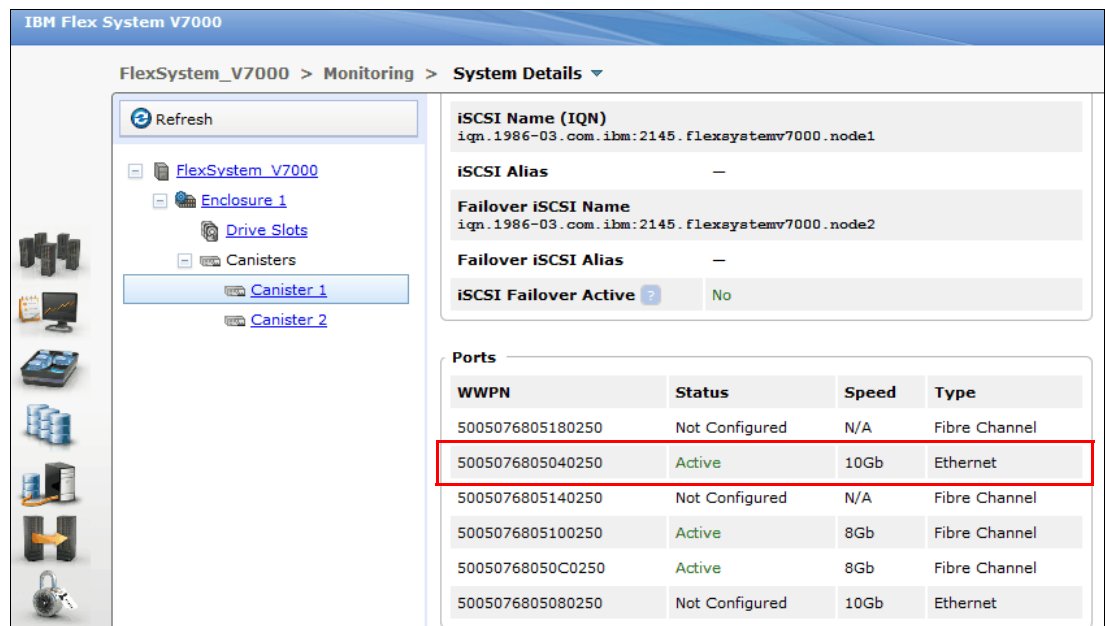 IBM Flex System V7000
FlexSystem_V7000 > Monitoring > System Details
Refresh
FlexSystem_V7000
Enclosure 1
Drive Slots
Canisters
Canister 1
Canister 2
iSCSI Name (IQN)
iqn.1986-03.com.ibm:2145.flexsystemv7000.node1
iSCSI Alias —
Failover iSCSI Name
iqn.1986-03.com.ibm:2145.flexsystemv7000.node2
Failover iSCSI Alias —
iSCSI Failover Active ? No
Ports
WWPN Status Speed Type
5005076805180250 Not Configured N/A Fibre Channel
5005076805040250 Active 10Gb Ethernet
5005076805140250 Not Configured N/A Fibre Channel
5005076805100250 Active 8Gb Fibre Channel
50050768050C0250 Active 8Gb Fibre Channel
5005076805080250 Not Configured 10Gb Ethernet